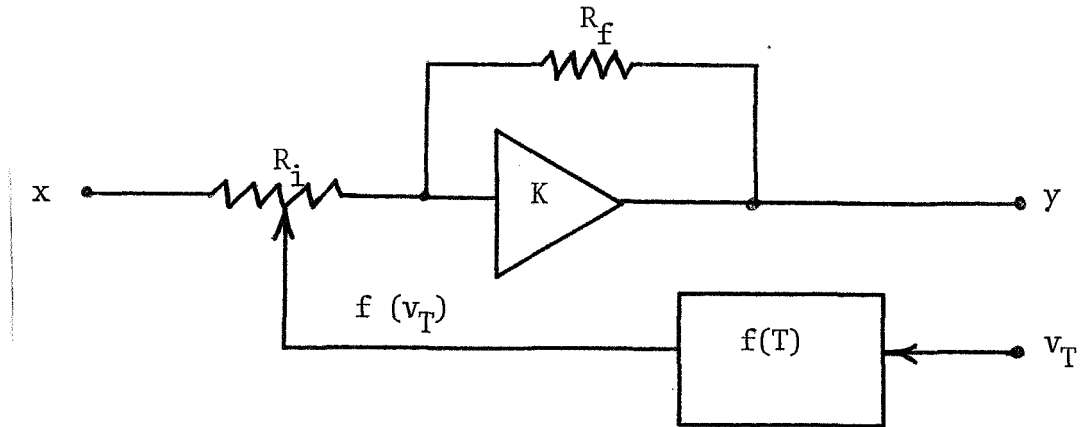 R_f
R_i
x
K
y
f (v_T)
f(T)
v_T